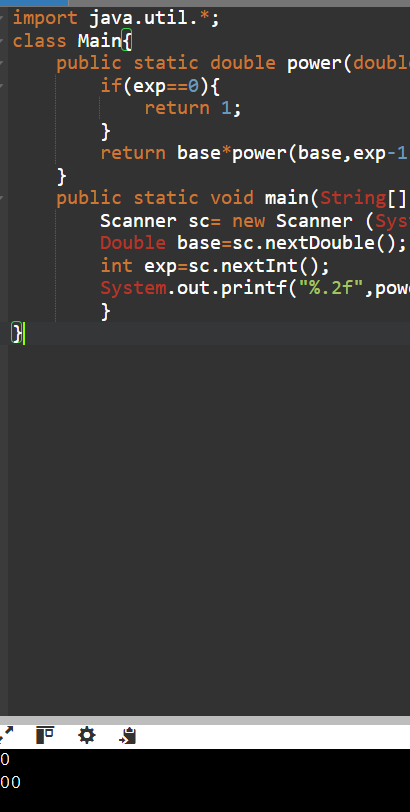 import java.util.*;
class Main{
public static double power(doubl
if(exp==0){
return 1;
}
return base*power(base,exp-1
}
public static void main(String[]
Scanner sc= new Scanner (Sys
Double base=sc.nextDouble();
int exp=sc.nextInt();
System.out.printf("%.2f",pow
}
}
0
00